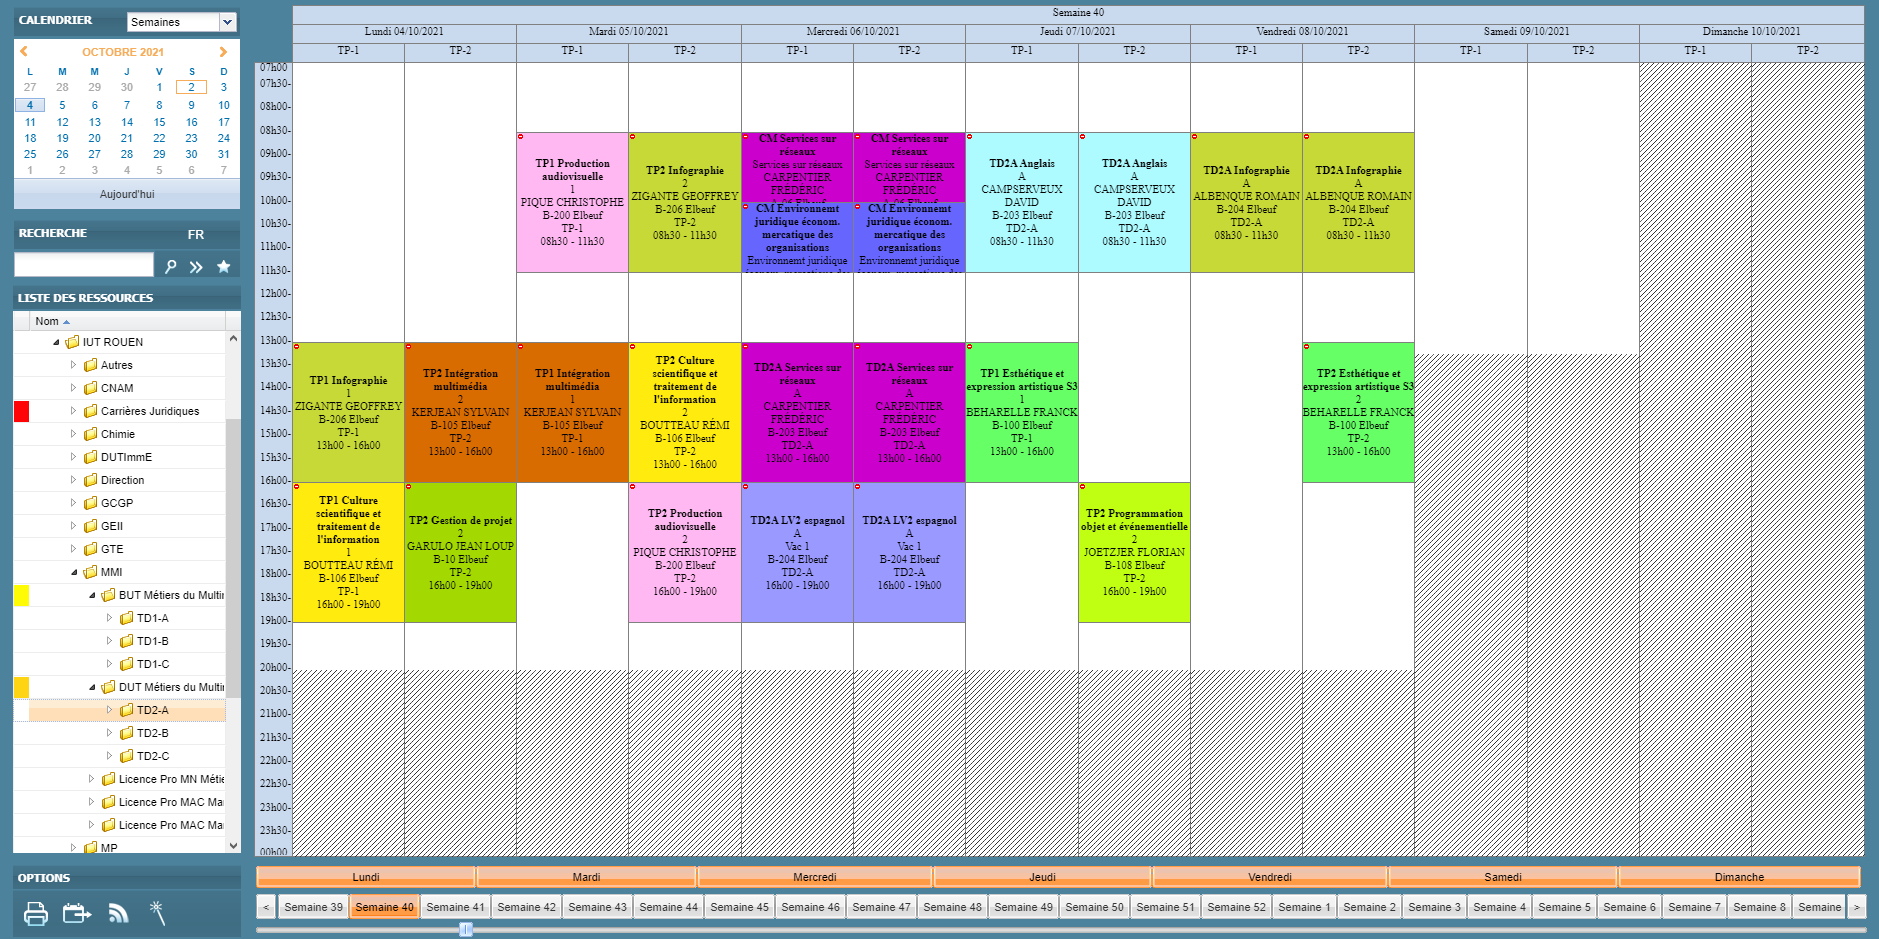 CALENDRIER
Semaines
OCTOBRE 2021
L M M J V S D
27 28 29 30 1 2 3
4 5 6 7 8 9 10
11 12 13 14 15 16 17
18 19 20 21 22 23 24
25 26 27 28 29 30 31
1 2 3 4 5 6 7
Aujourd'hui
RECHERCHE FR
LISTE DES RESSOURCES
Nom
IUT ROUEN
Autres
CNAM
Carrières Juridiques
Chimie
DUTImmE
Direction
GCGP
GEII
GTE
MMI
BUT Métiers du Multi
TD1-A
TD1-B
TD1-C
DUT Métiers du Multi
TD2-A
TD2-B
TD2-C
Licence Pro MN Métie
Licence Pro MAC Ma
Licence Pro MAC Ma
MP
OPTIONS
Semaine 40
Lundi 04/10/2021 Mardi 05/10/2021 Mercredi 06/10/2021 Jeudi 07/10/2021 Vendredi 08/10/2021 Samedi 09/10/2021 Dimanche 10/10/2021
TP-1 TP-2 TP-1 TP-2 TP-1 TP-2 TP-1 TP-2 TP-1 TP-2 TP-1 TP-2 TP-1 TP-2
07h00
07h30-
08h00-
08h30-
09h00-
09h30-
10h00-
10h30-
11h00-
11h30-
12h00-
12h30-
13h00-
13h30-
14h00-
14h30-
15h00-
15h30-
16h00-
16h30-
17h00-
17h30-
18h00-
18h30-
19h00-
19h30-
20h00-
20h30-
21h00-
21h30-
22h00-
22h30-
23h00-
23h30-
00h00
TP1 Infographie
1
ZIGANTE GEOFFREY
B-206 Elbeuf
TP-1
13h00 - 16h00
TP1 Culture
scientifique et
traitement de
l'information
1
BOUTTEAU RÉMI
B-106 Elbeuf
TP-1
16h00 - 19h00
TP2 Intégration
multimédia
2
KERJEAN SYLVAIN
B-105 Elbeuf
TP-2
13h00 - 16h00
TP2 Gestion de projet
2
GARULO JEAN LOUP
B-10 Elbeuf
TP-2
16h00 - 19h00
TP1 Production
audiovisuelle
1
PIQUE CHRISTOPHE
B-200 Elbeuf
TP-1
08h30 - 11h30
TP1 Intégration
multimédia
1
KERJEAN SYLVAIN
B-105 Elbeuf
TP-1
13h00 - 16h00
TP2 Infographie
2
ZIGANTE GEOFFREY
B-206 Elbeuf
TP-2
08h30 - 11h30
TP2 Culture
scientifique et
traitement de
l'information
2
BOUTTEAU RÉMI
B-106 Elbeuf
TP-2
13h00 - 16h00
TP2 Production
audiovisuelle
2
PIQUE CHRISTOPHE
B-200 Elbeuf
TP-2
16h00 - 19h00
CM Services sur
réseaux
Services sur réseaux
CARPENTIER
FRÉDÉRIC
CM Environnemt
juridique économ.
mercatique des
organisations
Environnemt juridique
TD2A Services sur
réseaux
A
CARPENTIER
FRÉDÉRIC
B-203 Elbeuf
TD2-A
13h00 - 16h00
TD2A LV2 espagnol
A
Vac 1
B-204 Elbeuf
TD2-A
16h00 - 19h00
CM Services sur
réseaux
Services sur réseaux
CARPENTIER
FRÉDÉRIC
CM Environnemt
juridique économ.
mercatique des
organisations
Environnemt juridique
TD2A Services sur
réseaux
A
CARPENTIER
FRÉDÉRIC
B-203 Elbeuf
TD2-A
13h00 - 16h00
TD2A LV2 espagnol
A
Vac 1
B-204 Elbeuf
TD2-A
16h00 - 19h00
TD2A Anglais
A
CAMPSERVEUX
DAVID
B-203 Elbeuf
TD2-A
08h30 - 11h30
TP1 Esthétique et
expression artistique S3
1
BEHARELLE FRANCK
B-100 Elbeuf
TP-1
13h00 - 16h00
TD2A Anglais
A
CAMPSERVEUX
DAVID
B-203 Elbeuf
TD2-A
08h30 - 11h30
TP2 Programmation
objet et événementielle
2
JOETZJER FLORIAN
B-108 Elbeuf
TP-2
16h00 - 19h00
TD2A Infographie
A
ALBENQUE ROMAIN
B-204 Elbeuf
TD2-A
08h30 - 11h30
TD2A Infographie
A
ALBENQUE ROMAIN
B-204 Elbeuf
TD2-A
08h30 - 11h30
TP2 Esthétique et
expression artistique S3
2
BEHARELLE FRANCK
B-100 Elbeuf
TP-2
13h00 - 16h00
Lundi Mardi Mercredi Jeudi Vendredi Samedi Dimanche
< Semaine 39 Semaine 40 Semaine 41 Semaine 42 Semaine 43 Semaine 44 Semaine 45 Semaine 46 Semaine 47 Semaine 48 Semaine 49 Semaine 50 Semaine 51 Semaine 52 Semaine 1 Semaine 2 Semaine 3 Semaine 4 Semaine 5 Semaine 6 Semaine 7 Semaine 8 Semaine >